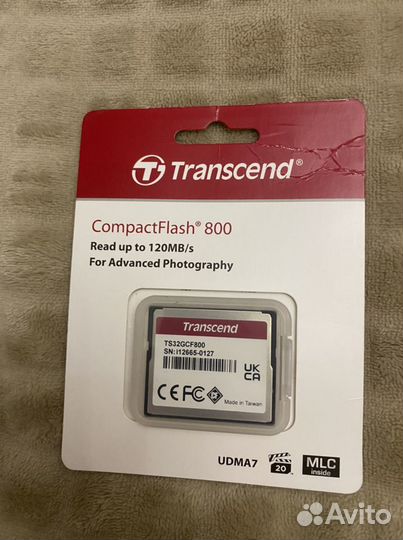 Transcend®
CompactFlash® 800
Read up to 120MB/s
For Advanced Photography
Transcend
TS32GCF800
SN: I12665-0127
UK
CA
CE FC
Made in Taiwan
UDMA7
20
MLC
inside
Avito